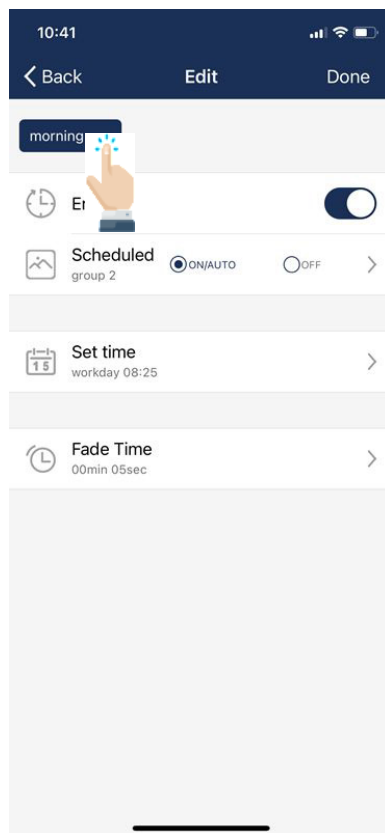 10:41
Back Edit Done
morning
Scheduled ON/AUTO OFF
group 2
15
Set time
workday 08:25
Fade Time
00min 05sec